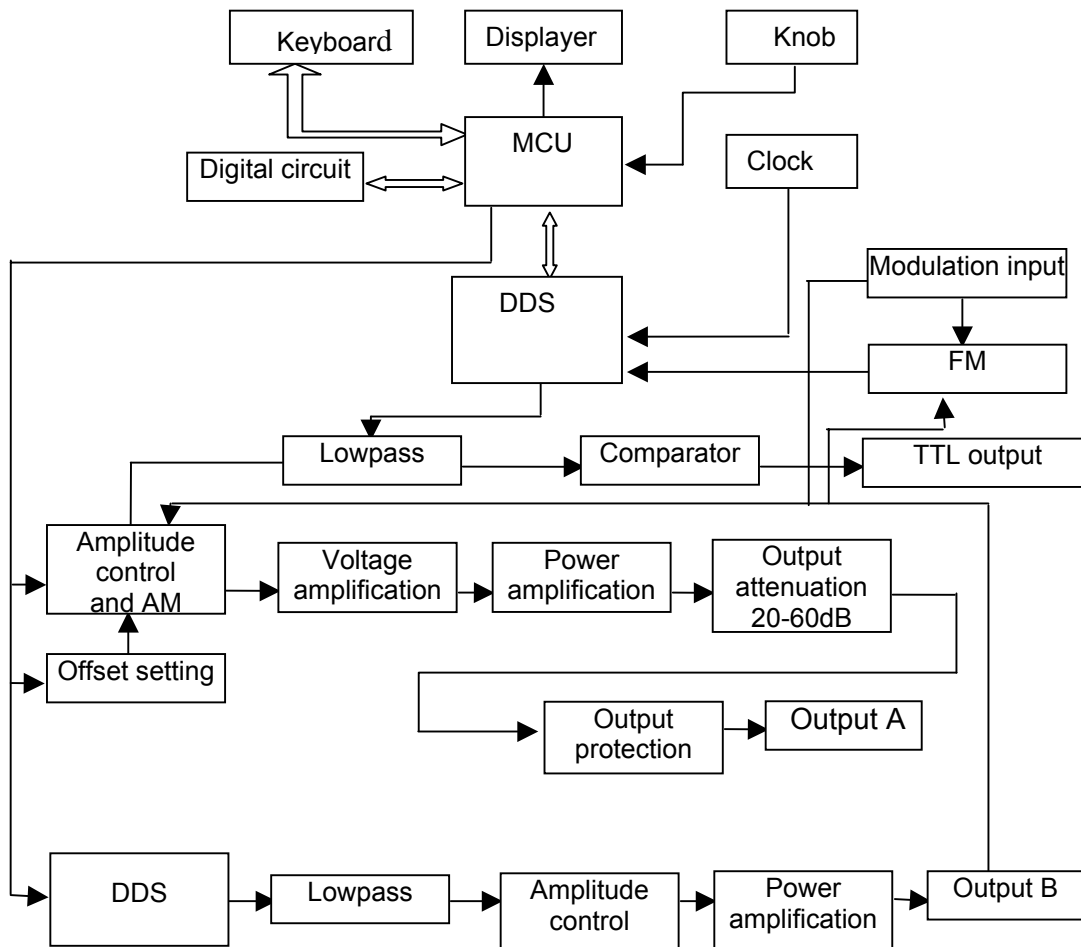 Keyboard
Displayer
Knob
MCU
Digital circuit
Clock
DDS
Modulation input
FM
Lowpass
Comparator
TTL output
Amplitude
control
and AM
Voltage
amplification
Power
amplification
Output
attenuation
20-60dB
Offset setting
Output
protection
Output A
DDS
Lowpass
Amplitude
control
Power
amplification
Output B